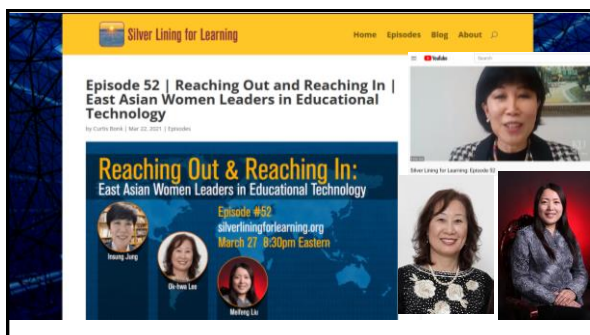 Silver Lining for Learning
Home Episodes Blog About
Episode 52 | Reaching Out and Reaching In |
East Asian Women Leaders in Educational
Technology
by Curtis Bonk | Mar 22, 2021 | Episodes
Reaching Out & Reaching In:
East Asian Women Leaders in Educational Technology
Episode #52
silverliningforlearning.org
March 27 8:30pm Eastern
Insung Jung
Ok-hwa Lee
Meifeng Liu
YouTube
Search
Silver Lining for Learning: Episode 52